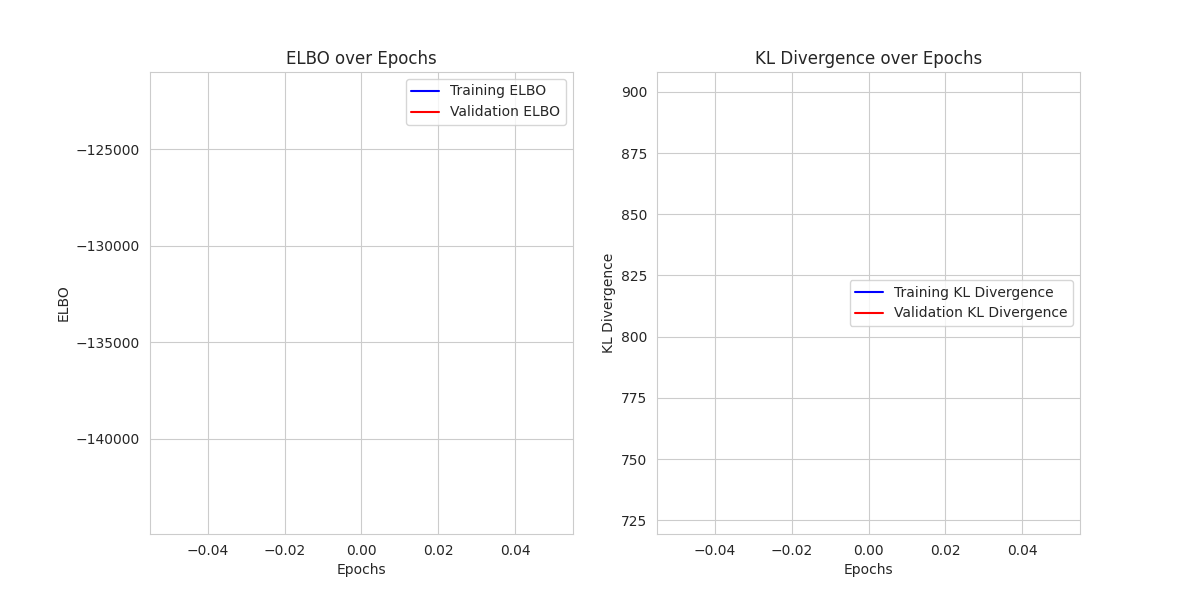 ELBO over Epochs
Training ELBO
Validation ELBO
−125000
−130000
−135000
−140000
ELBO
−0.04
−0.02
0.00
0.02
0.04
Epochs
KL Divergence over Epochs
900
875
850
825
800
775
750
725
KL Divergence
Training KL Divergence
Validation KL Divergence
−0.04
−0.02
0.00
0.02
0.04
Epochs